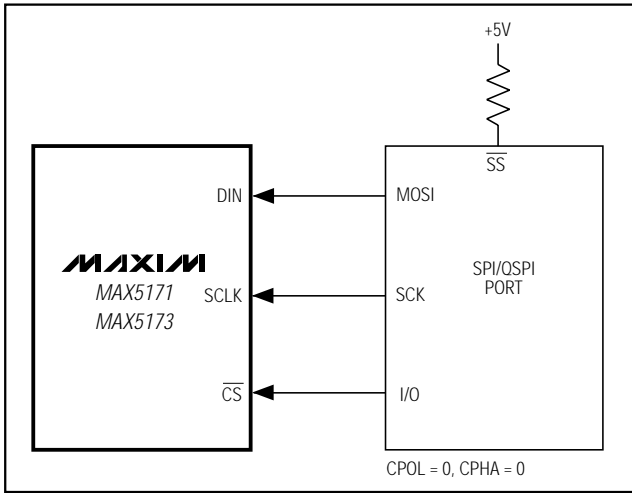 +5V
SS
DIN
MOSI
MAXIM
MAX5171
MAX5173
SCLK
SCK
SPI/QSPI
PORT
CS
I/O
CPOL = 0, CPHA = 0